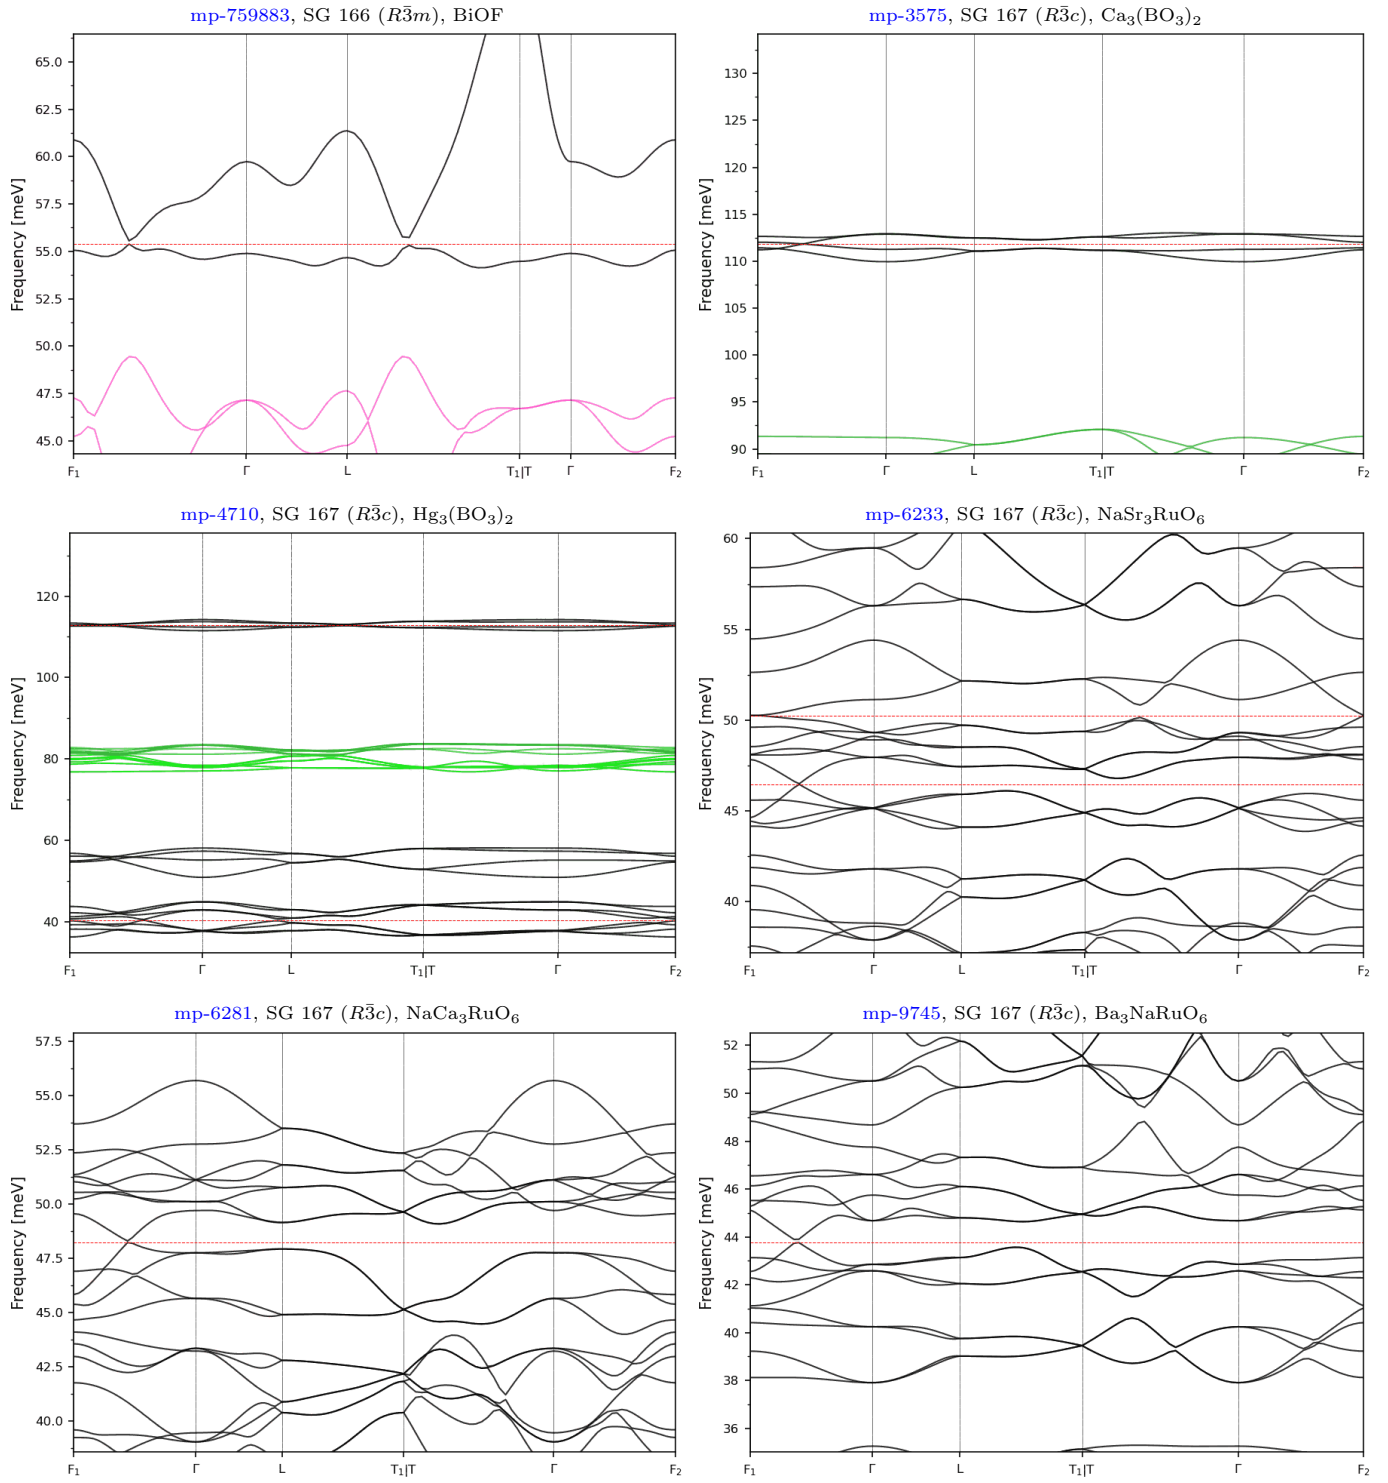 mp-759883, SG 166 (R3̄m), BiOF
65.0
62.5
60.0
57.5
55.0
52.5
50.0
47.5
45.0
Frequency [meV]
F₁ Γ L T₁|T Γ F₂
mp-3575, SG 167 (R3̄c), Ca₃(BO₃)₂
130
125
120
115
110
105
100
95
90
Frequency [meV]
F₁ Γ L T₁|T Γ F₂
mp-4710, SG 167 (R3̄c), Hg₃(BO₃)₂
120
100
80
60
40
Frequency [meV]
F₁ Γ L T₁|T Γ F₂
mp-6233, SG 167 (R3̄c), NaSr₃RuO₆
60
55
50
45
40
Frequency [meV]
F₁ Γ L T₁|T Γ F₂
mp-6281, SG 167 (R3̄c), NaCa₃RuO₆
57.5
55.0
52.5
50.0
47.5
45.0
42.5
40.0
Frequency [meV]
F₁ Γ L T₁|T Γ F₂
mp-9745, SG 167 (R3̄c), Ba₃NaRuO₆
52
50
48
46
44
42
40
38
36
Frequency [meV]
F₁ Γ L T₁|T Γ F₂